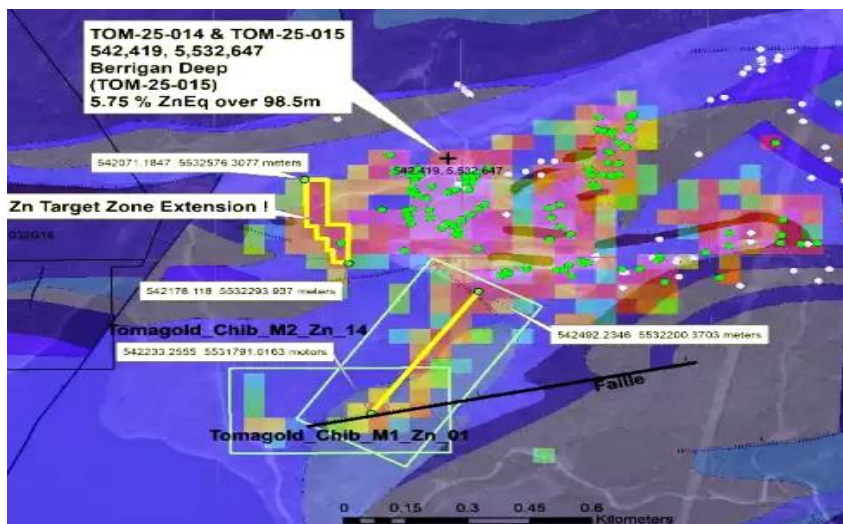 TOM-25-014 & TOM-25-015
542,419, 5,532,647
Berrigan Deep
(TOM-25-015)
5.75 % ZnEq over 98.5m
542071.1847 5532576.3077 meters
542,419, 5,532,647
Zn Target Zone Extension !
032G16
542178.118 5532293.937 meters
Tomagold_Chib_M2_Zn_14
542492.2346 5532200.3703 meters
542233.2555 5531791.0163 meters
Faille
Tomagold_Chib_M1_Zn_01
0 0.15 0.3 0.45 0.6
Kilometers